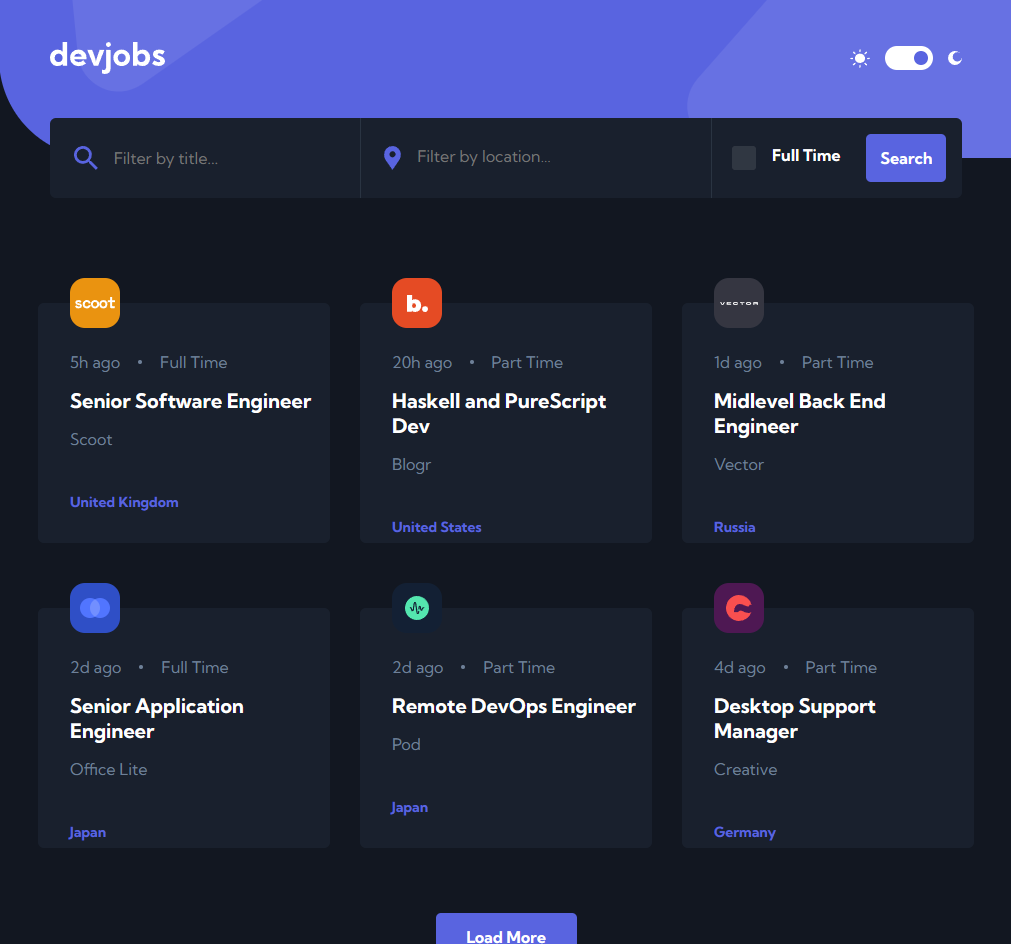 devjobs
Filter by title...
Filter by location...
Full Time
Search
scoot
5h ago • Full Time
Senior Software Engineer
Scoot
United Kingdom
b.
20h ago • Part Time
Haskell and PureScript
Dev
Blogr
United States
VECTOR
1d ago • Part Time
Midlevel Back End
Engineer
Vector
Russia
2d ago • Full Time
Senior Application
Engineer
Office Lite
Japan
2d ago • Part Time
Remote DevOps Engineer
Pod
Japan
4d ago • Part Time
Desktop Support
Manager
Creative
Germany
Load More